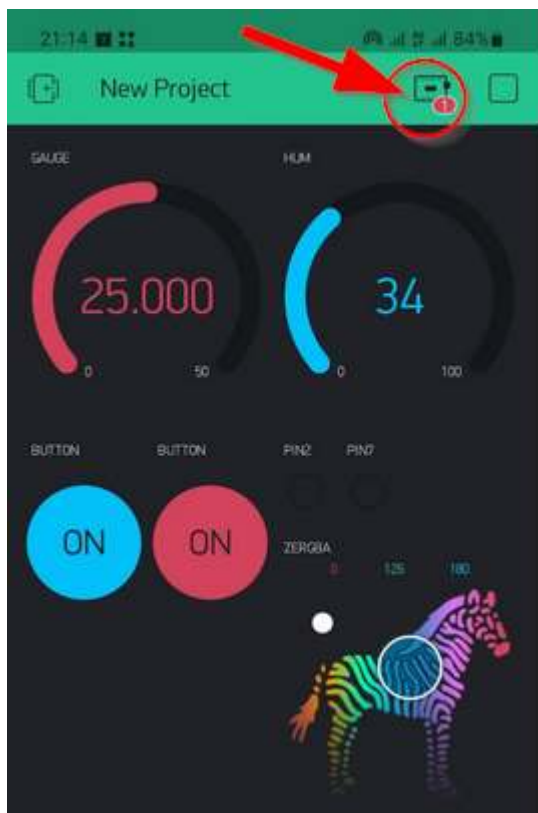 21:14 84%
New Project 1
GAUGE HUM
25.000 34
0 50 0 100
BUTTON BUTTON PIN2 PIN7
ON ON
ZERGBA
0 125 180